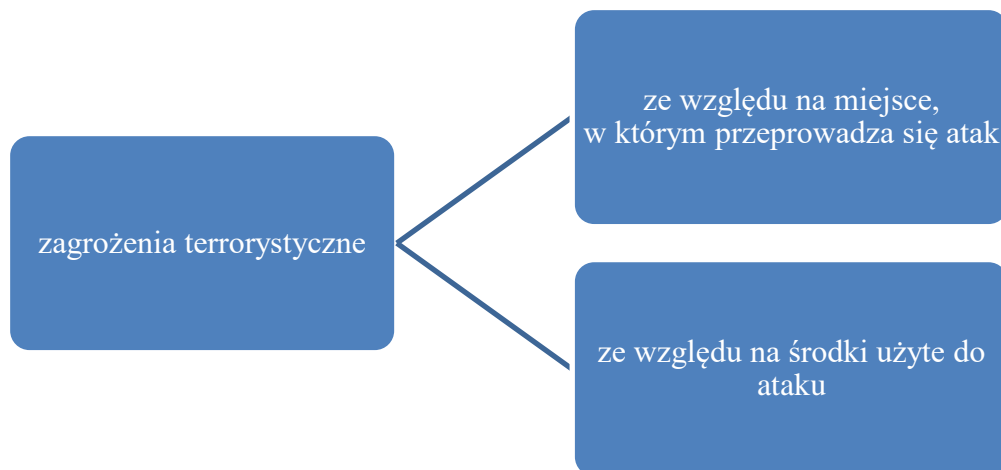 zagrożenia terrorystyczne
ze względu na miejsce,
w którym przeprowadza się atak
ze względu na środki użyte do
ataku